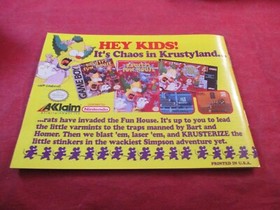 HEY KIDS!
It's Chaos in Krustyland...
GAME BOY
AKclaim
Nintendo
...rats have invaded the Fun House. It's up to you to lead
the little varmints to the traps manned by Bart and
Homer. Then we blast 'em, laser 'em, and KRUSTERIZE the
little stinkers in the wackiest Simpson adventure yet.
PRINTED IN U.S.A.